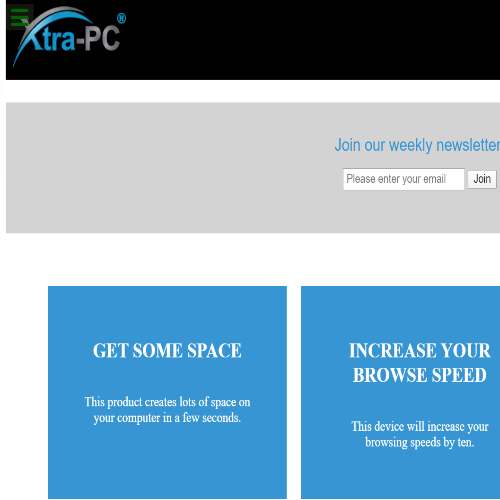 Xtra-PC®
Join our weekly newsletter
Please enter your email Join
GET SOME SPACE
This product creates lots of space on
your computer in a few seconds.
INCREASE YOUR
BROWSE SPEED
This device will increase your
browsing speeds by ten.